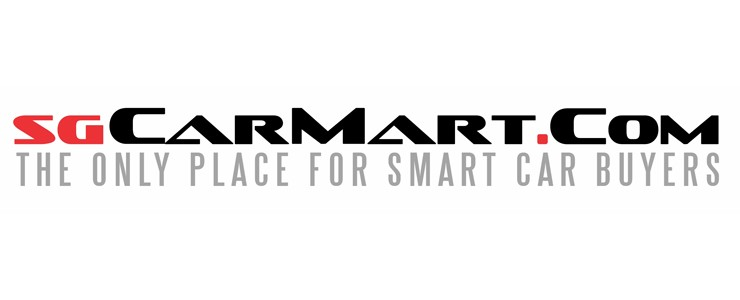 sgCarMart.Com
THE ONLY PLACE FOR SMART CAR BUYERS